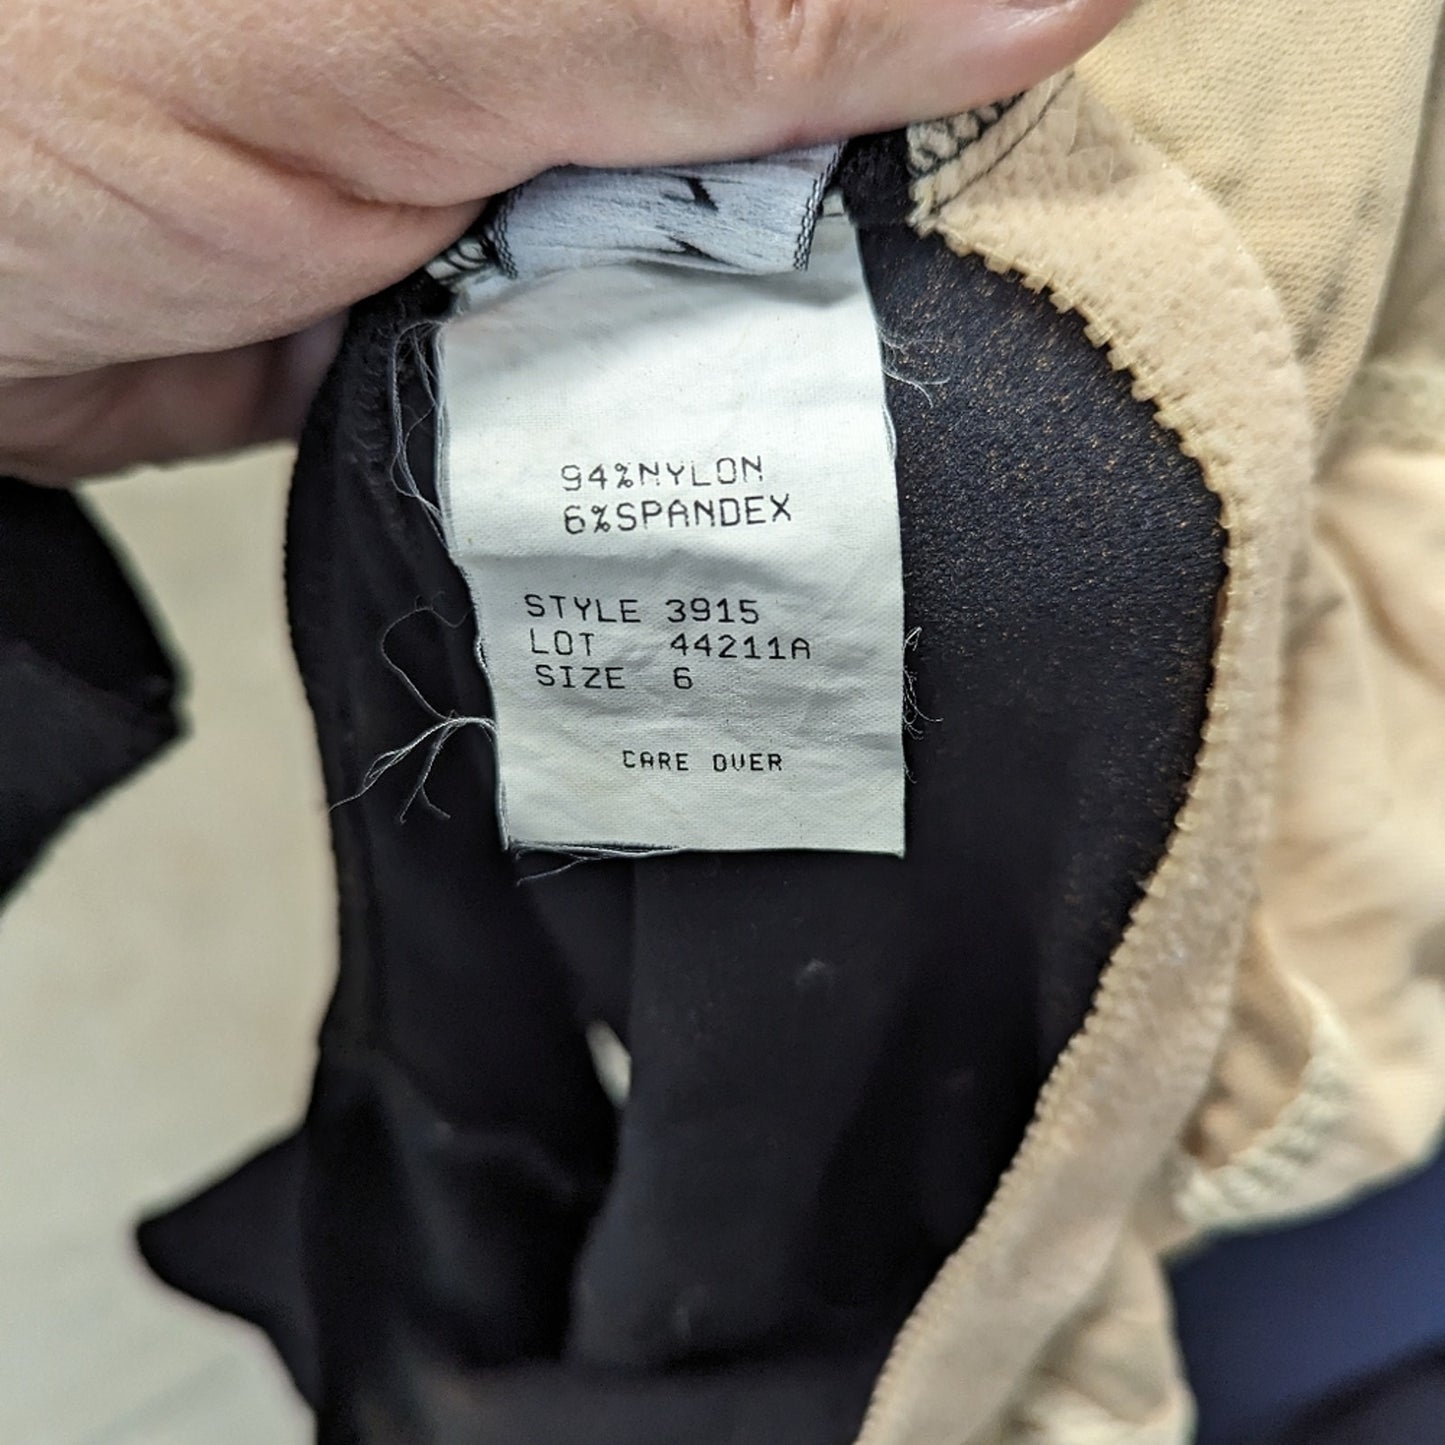 94%NYLON
6%SPANDEX
STYLE 3915
LOT 44211A
SIZE 6
CARE OVER